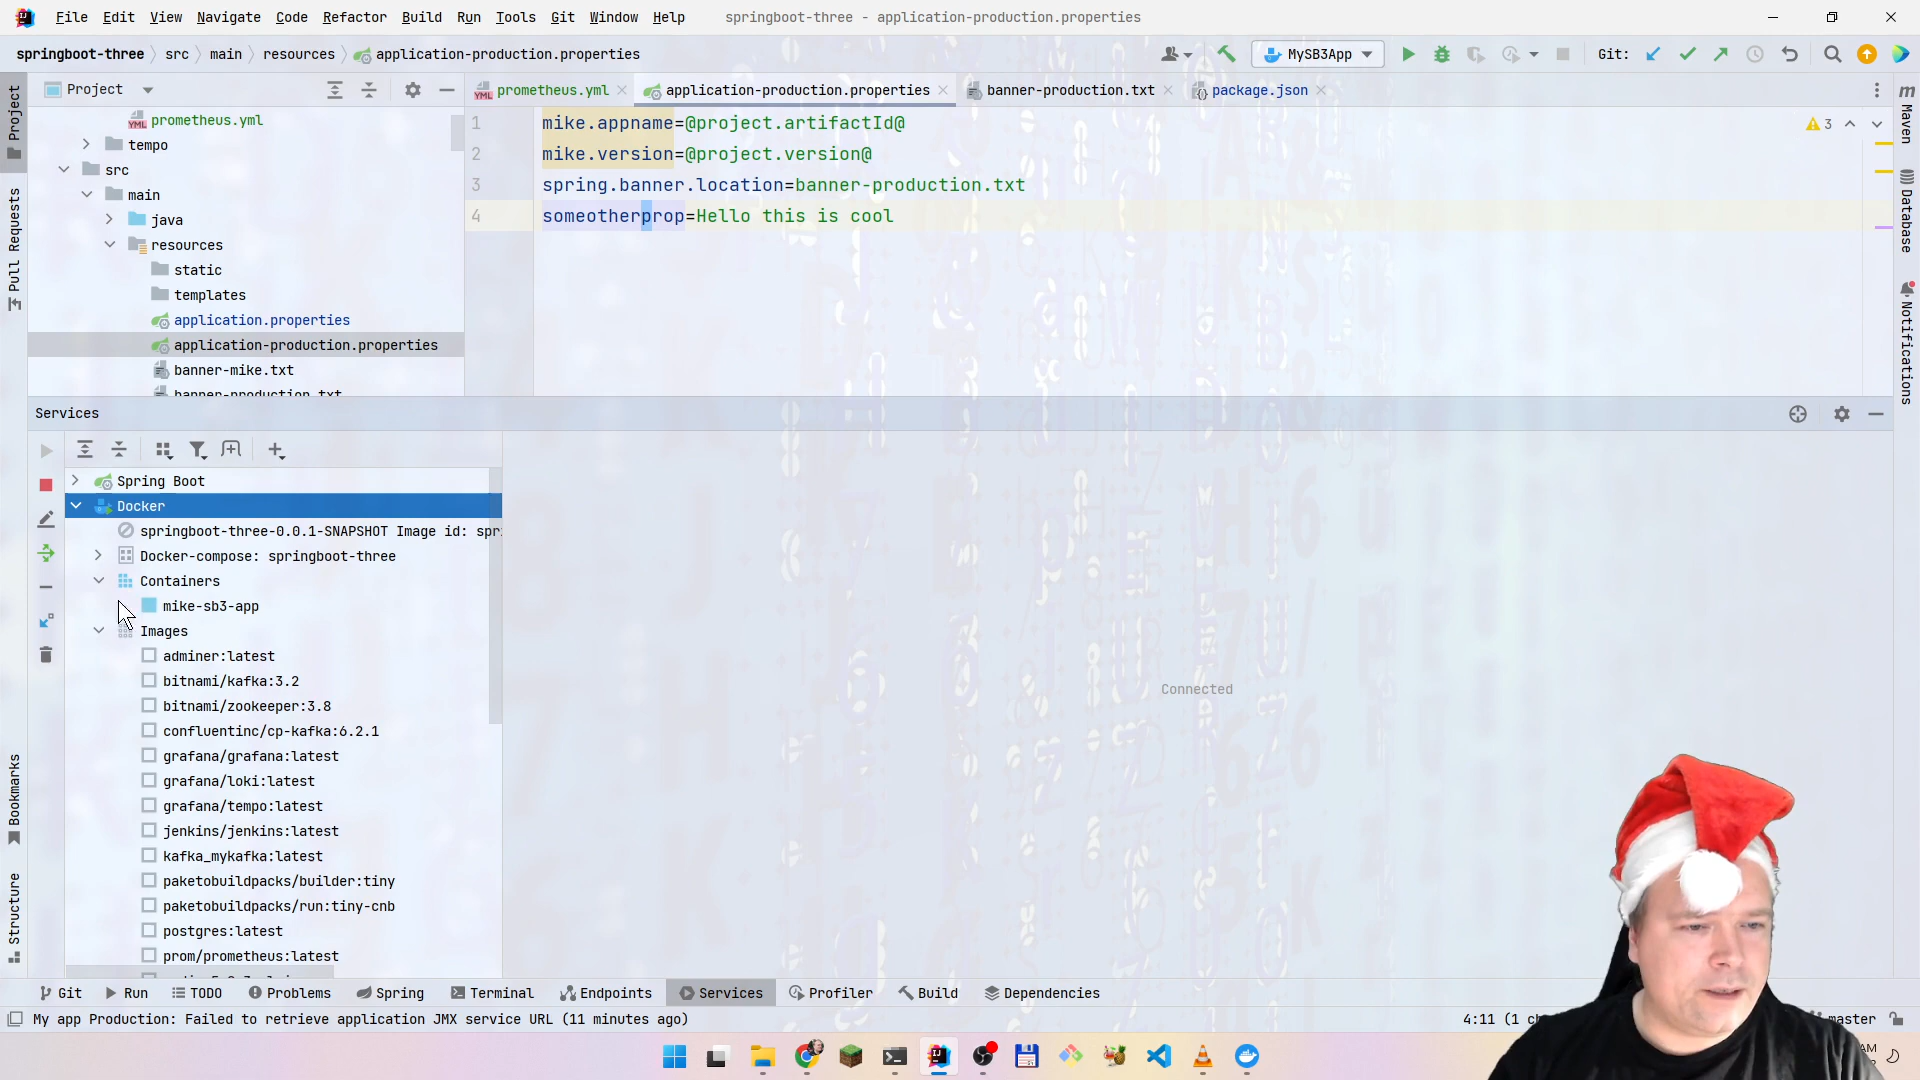 File Edit View Navigate Code Refactor Build Run Tools Git Window Help springboot-three - application-production.properties
springboot-three src main resources application-production.properties MySB3App Git:
Project prometheus.yml application-production.properties banner-production.txt package.json
Project
Pull Requests
Bookmarks
Structure
Maven
Database
Notifications
prometheus.yml
tempo
src
main
java
resources
static
templates
application.properties
application-production.properties
banner-mike.txt
banner-production.txt
1 mike.appname=@project.artifactId@
2 mike.version=@project.version@
3 spring.banner.location=banner-production.txt
4 someotherprop=Hello this is cool
3
Services
Spring Boot
Docker
springboot-three-0.0.1-SNAPSHOT Image id: spr
Docker-compose: springboot-three
Containers
mike-sb3-app
Images
adminer:latest
bitnami/kafka:3.2
bitnami/zookeeper:3.8
confluentinc/cp-kafka:6.2.1
grafana/grafana:latest
grafana/loki:latest
grafana/tempo:latest
jenkins/jenkins:latest
kafka_mykafka:latest
paketobuildpacks/builder:tiny
paketobuildpacks/run:tiny-cnb
postgres:latest
prom/prometheus:latest
Connected
Git Run TODO Problems Spring Terminal Endpoints Services Profiler Build Dependencies
My app Production: Failed to retrieve application JMX service URL (11 minutes ago) 4:11 (1 master
AM